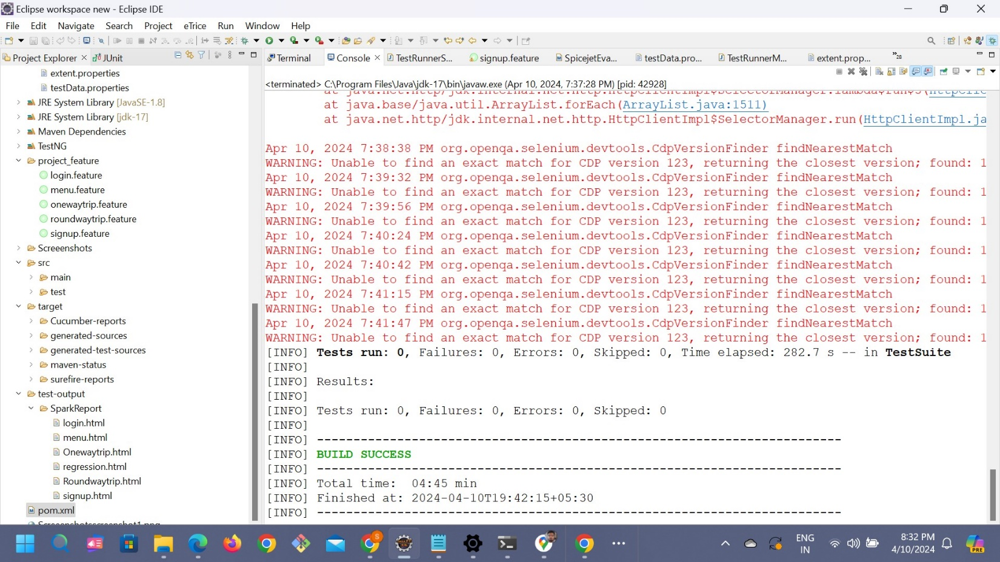 Eclipse workspace new - Eclipse IDE
File Edit Navigate Search Project eTrice Run Window Help
Project Explorer JUnit
Terminal Console TestRunnerS... signup.feature SpicejetEva... testData.pro... TestRunnerM... extent.prop... »28
extent.properties
testData.properties
JRE System Library [JavaSE-1.8]
JRE System Library [jdk-17]
Maven Dependencies
TestNG
project_feature
login.feature
menu.feature
onewaytrip.feature
roundwaytrip.feature
signup.feature
Screeenshots
src
main
test
target
Cucumber-reports
generated-sources
generated-test-sources
maven-status
surefire-reports
test-output
SparkReport
login.html
menu.html
Onewaytrip.html
regression.html
Roundwaytrip.html
signup.html
pom.xml
<terminated> C:\Program Files\Java\jdk-17\bin\javaw.exe (Apr 10, 2024, 7:37:28 PM) [pid: 42928]
at java.base/java.util.ArrayList.forEach(ArrayList.java:1511)
at java.net.http/jdk.internal.net.http.HttpClientImpl$SelectorManager.run(HttpClientImpl.ja
Apr 10, 2024 7:38:38 PM org.openqa.selenium.devtools.CdpVersionFinder findNearestMatch
WARNING: Unable to find an exact match for CDP version 123, returning the closest version; found: 1
Apr 10, 2024 7:39:32 PM org.openqa.selenium.devtools.CdpVersionFinder findNearestMatch
WARNING: Unable to find an exact match for CDP version 123, returning the closest version; found: 1
Apr 10, 2024 7:39:56 PM org.openqa.selenium.devtools.CdpVersionFinder findNearestMatch
WARNING: Unable to find an exact match for CDP version 123, returning the closest version; found: 1
Apr 10, 2024 7:40:24 PM org.openqa.selenium.devtools.CdpVersionFinder findNearestMatch
WARNING: Unable to find an exact match for CDP version 123, returning the closest version; found: 1
Apr 10, 2024 7:40:42 PM org.openqa.selenium.devtools.CdpVersionFinder findNearestMatch
WARNING: Unable to find an exact match for CDP version 123, returning the closest version; found: 1
Apr 10, 2024 7:41:15 PM org.openqa.selenium.devtools.CdpVersionFinder findNearestMatch
WARNING: Unable to find an exact match for CDP version 123, returning the closest version; found: 1
Apr 10, 2024 7:41:47 PM org.openqa.selenium.devtools.CdpVersionFinder findNearestMatch
WARNING: Unable to find an exact match for CDP version 123, returning the closest version; found: 1
[INFO] Tests run: 0, Failures: 0, Errors: 0, Skipped: 0, Time elapsed: 282.7 s -- in TestSuite
[INFO]
[INFO] Results:
[INFO]
[INFO] Tests run: 0, Failures: 0, Errors: 0, Skipped: 0
[INFO]
[INFO] ------------------------------------------------------------------------
[INFO] BUILD SUCCESS
[INFO] ------------------------------------------------------------------------
[INFO] Total time:  04:45 min
[INFO] Finished at: 2024-04-10T19:42:15+05:30
[INFO] ------------------------------------------------------------------------
ENG
IN
8:32 PM
4/10/2024
PRE